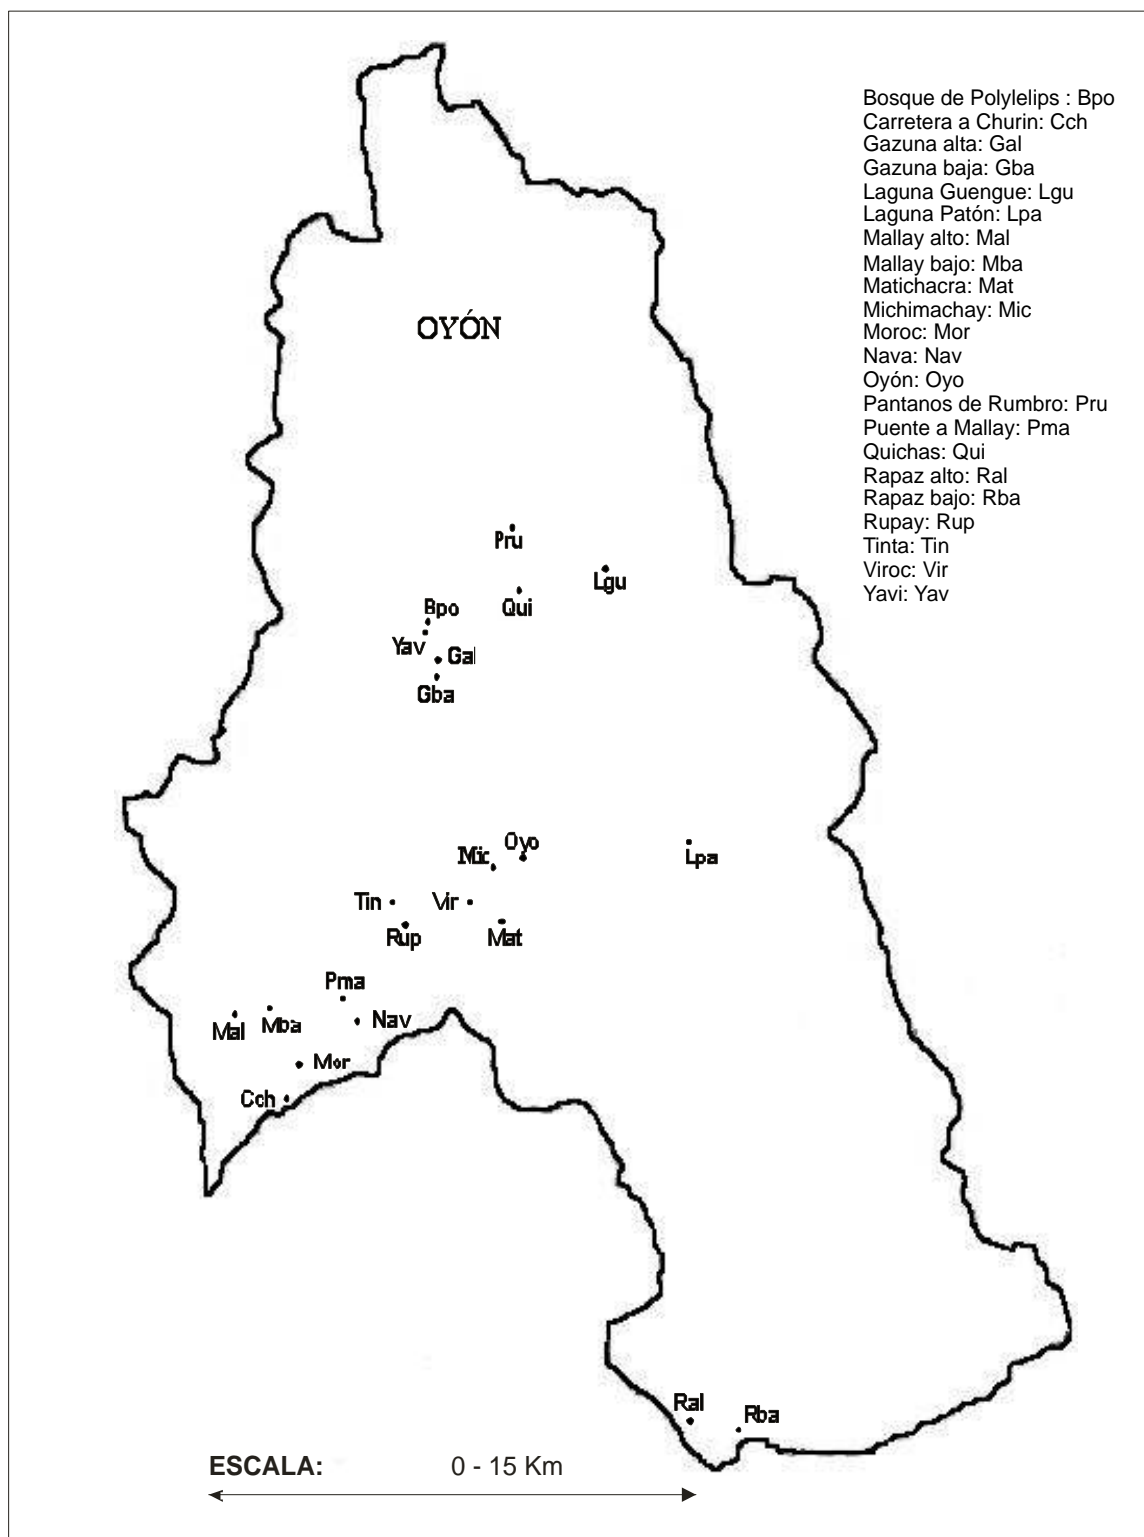 Bosque de Polylelips : Bpo
Carretera a Churin: Cch
Gazuna alta: Gal
Gazuna baja: Gba
Laguna Guengue: Lgu
Laguna Patón: Lpa
Mallay alto: Mal
Mallay bajo: Mba
Matichacra: Mat
Michimachay: Mic
Moroc: Mor
Nava: Nav
Oyón: Oyo
Pantanos de Rumbro: Pru
Puente a Mallay: Pma
Quichas: Qui
Rapaz alto: Ral
Rapaz bajo: Rba
Rupay: Rup
Tinta: Tin
Viroc: Vir
Yavi: Yav
OYÓN
Pru
Lgu
Bpo
Qui
Yav
Gal
Gba
Oyo
Mic
Lpa
Tin
Vir
Rup
Mat
Pma
Mal
Mba
Nav
Mor
Cch
Ral
Rba
ESCALA: 0 - 15 Km